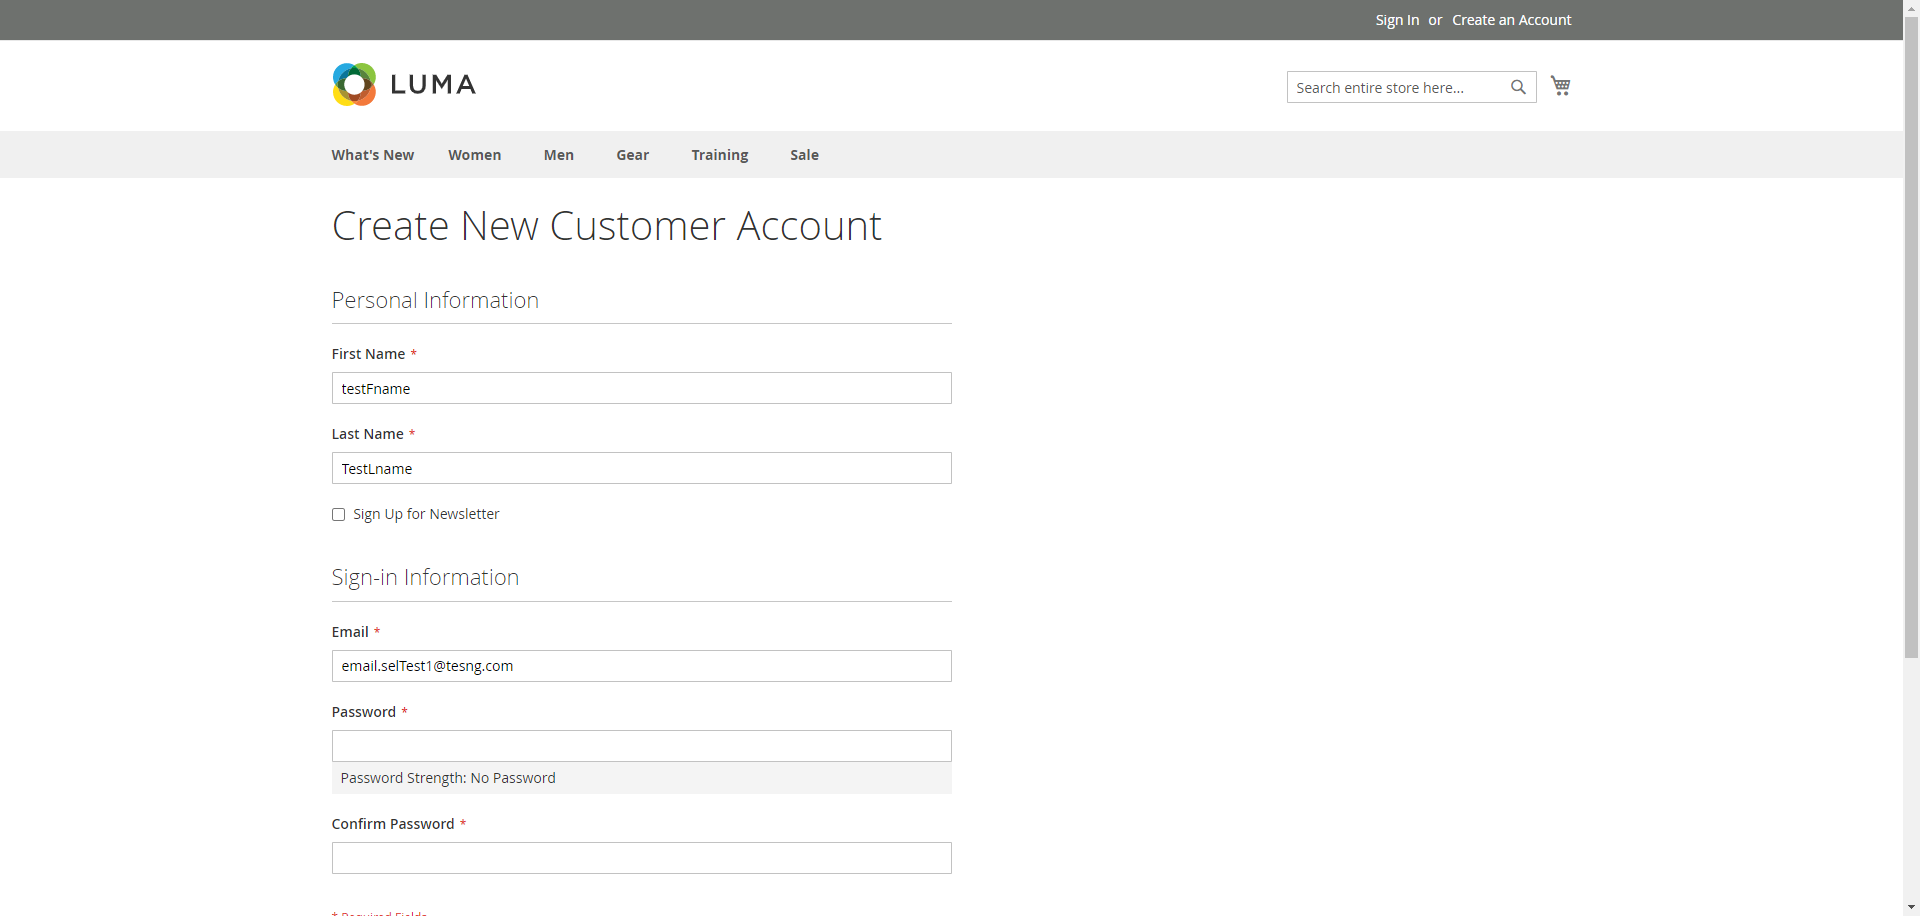 Sign In or Create an Account
LUMA
Search entire store here...
What's New Women Men Gear Training Sale
Create New Customer Account
Personal Information
First Name *
testFname
Last Name *
TestLname
Sign Up for Newsletter
Sign-in Information
Email *
email.selTest1@tesng.com
Password *
Password Strength: No Password
Confirm Password *
* Required Fields